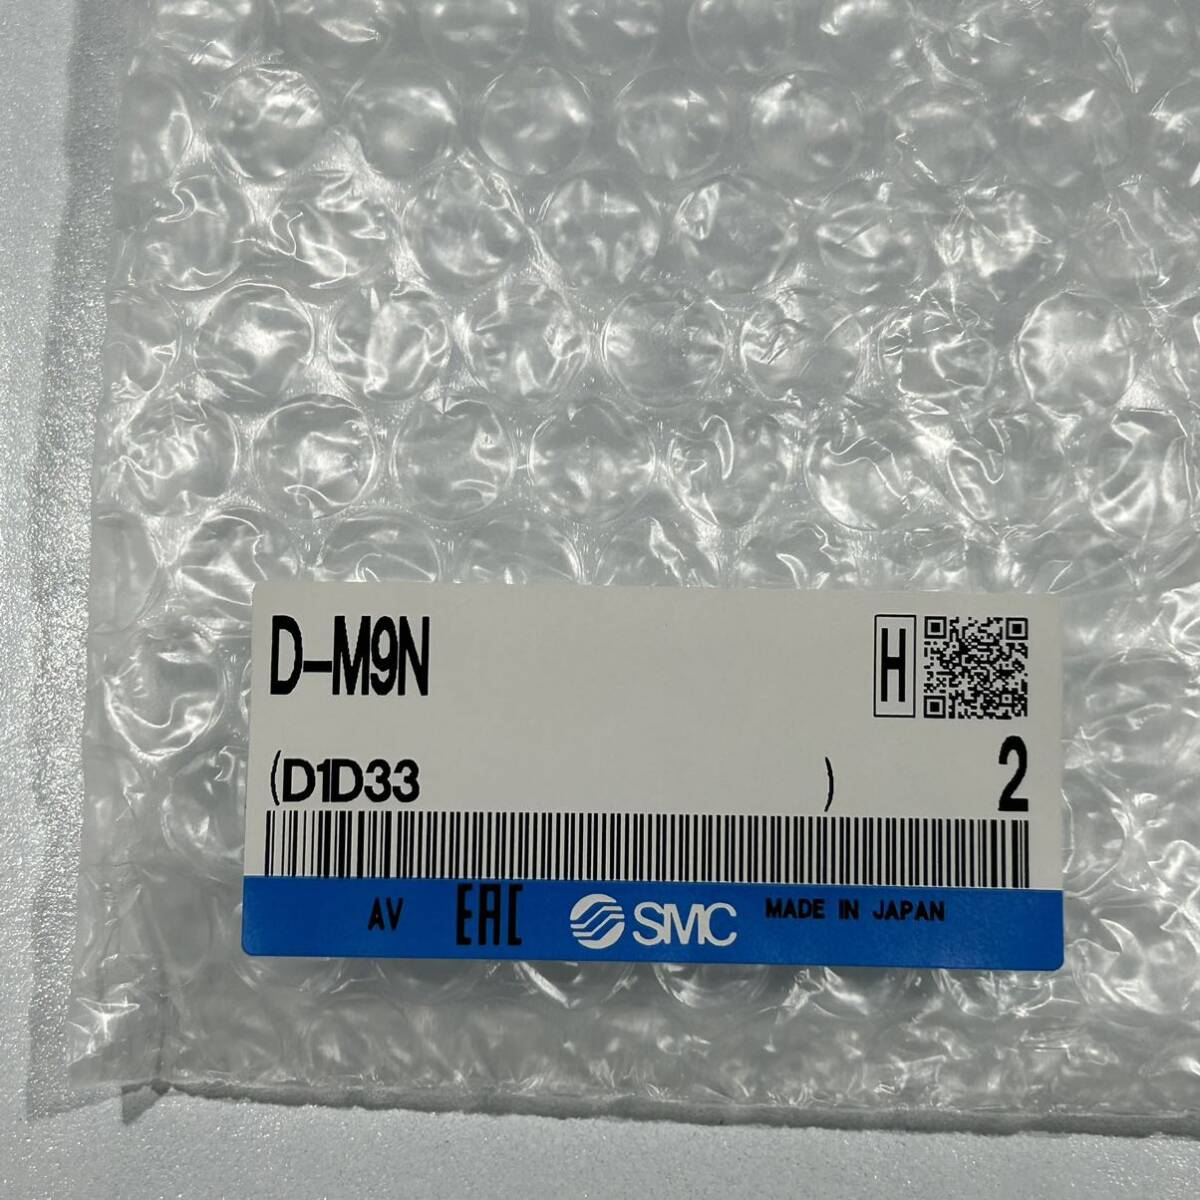 D-M9N
H
(D1D33 )
2
AV EAC SMC MADE IN JAPAN